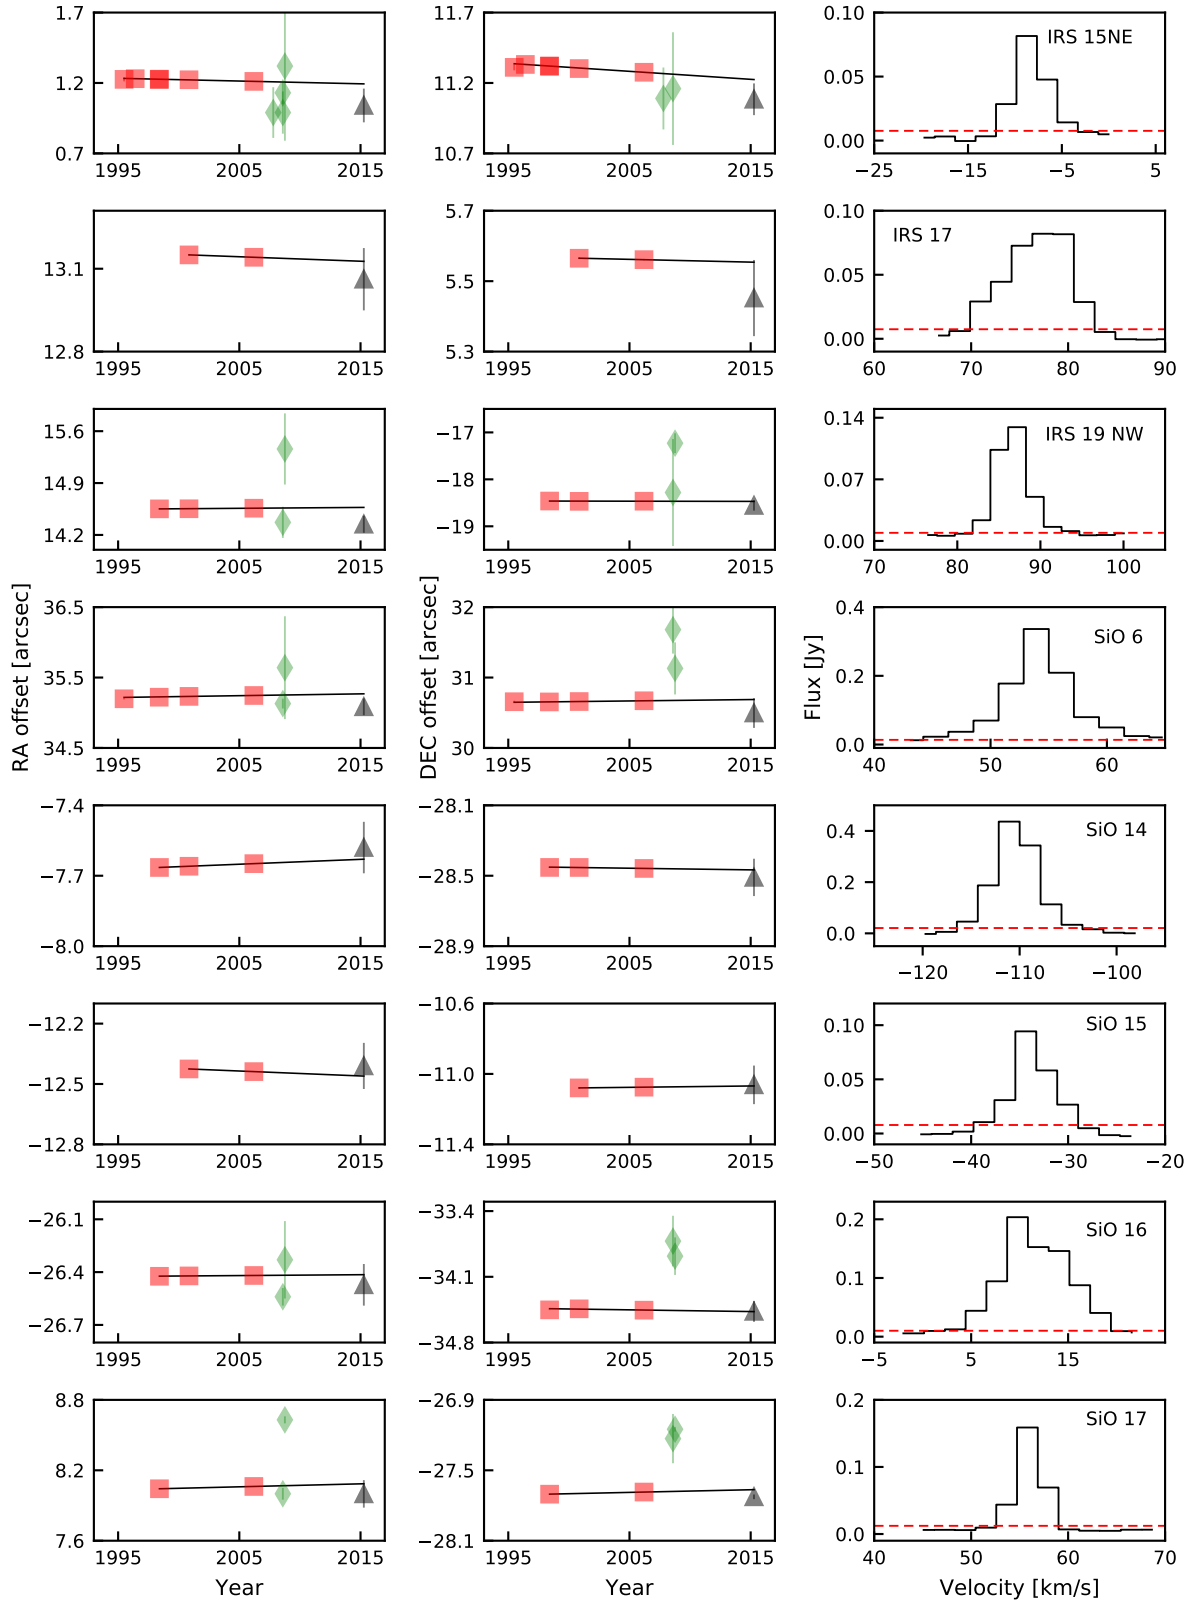 1.7
1.2
0.7
1995 2005 2015
11.7
11.2
10.7
1995 2005 2015
0.10
0.05
0.00
−25 −15 −5 5
IRS 15NE
13.1
12.8
1995 2005 2015
5.7
5.5
5.3
1995 2005 2015
0.10
0.05
0.00
60 70 80 90
IRS 17
15.6
14.9
14.2
1995 2005 2015
−17
−18
−19
1995 2005 2015
0.14
0.07
0.00
70 80 90 100
IRS 19 NW
RA offset [arcsec]
36.5
35.5
34.5
1995 2005 2015
DEC offset [arcsec]
32
31
30
1995 2005 2015
Flux [Jy]
0.4
0.2
0.0
40 50 60
SiO 6
−7.4
−7.7
−8.0
1995 2005 2015
−28.1
−28.5
−28.9
1995 2005 2015
0.4
0.2
0.0
−120 −110 −100
SiO 14
−12.2
−12.5
−12.8
1995 2005 2015
−10.6
−11.0
−11.4
1995 2005 2015
0.10
0.05
0.00
−50 −40 −30 −20
SiO 15
−26.1
−26.4
−26.7
1995 2005 2015
−33.4
−34.1
−34.8
1995 2005 2015
0.2
0.1
0.0
−5 5 15
SiO 16
8.8
8.2
7.6
1995 2005 2015
Year
−26.9
−27.5
−28.1
1995 2005 2015
Year
0.2
0.1
0.0
40 50 60 70
SiO 17
Velocity [km/s]